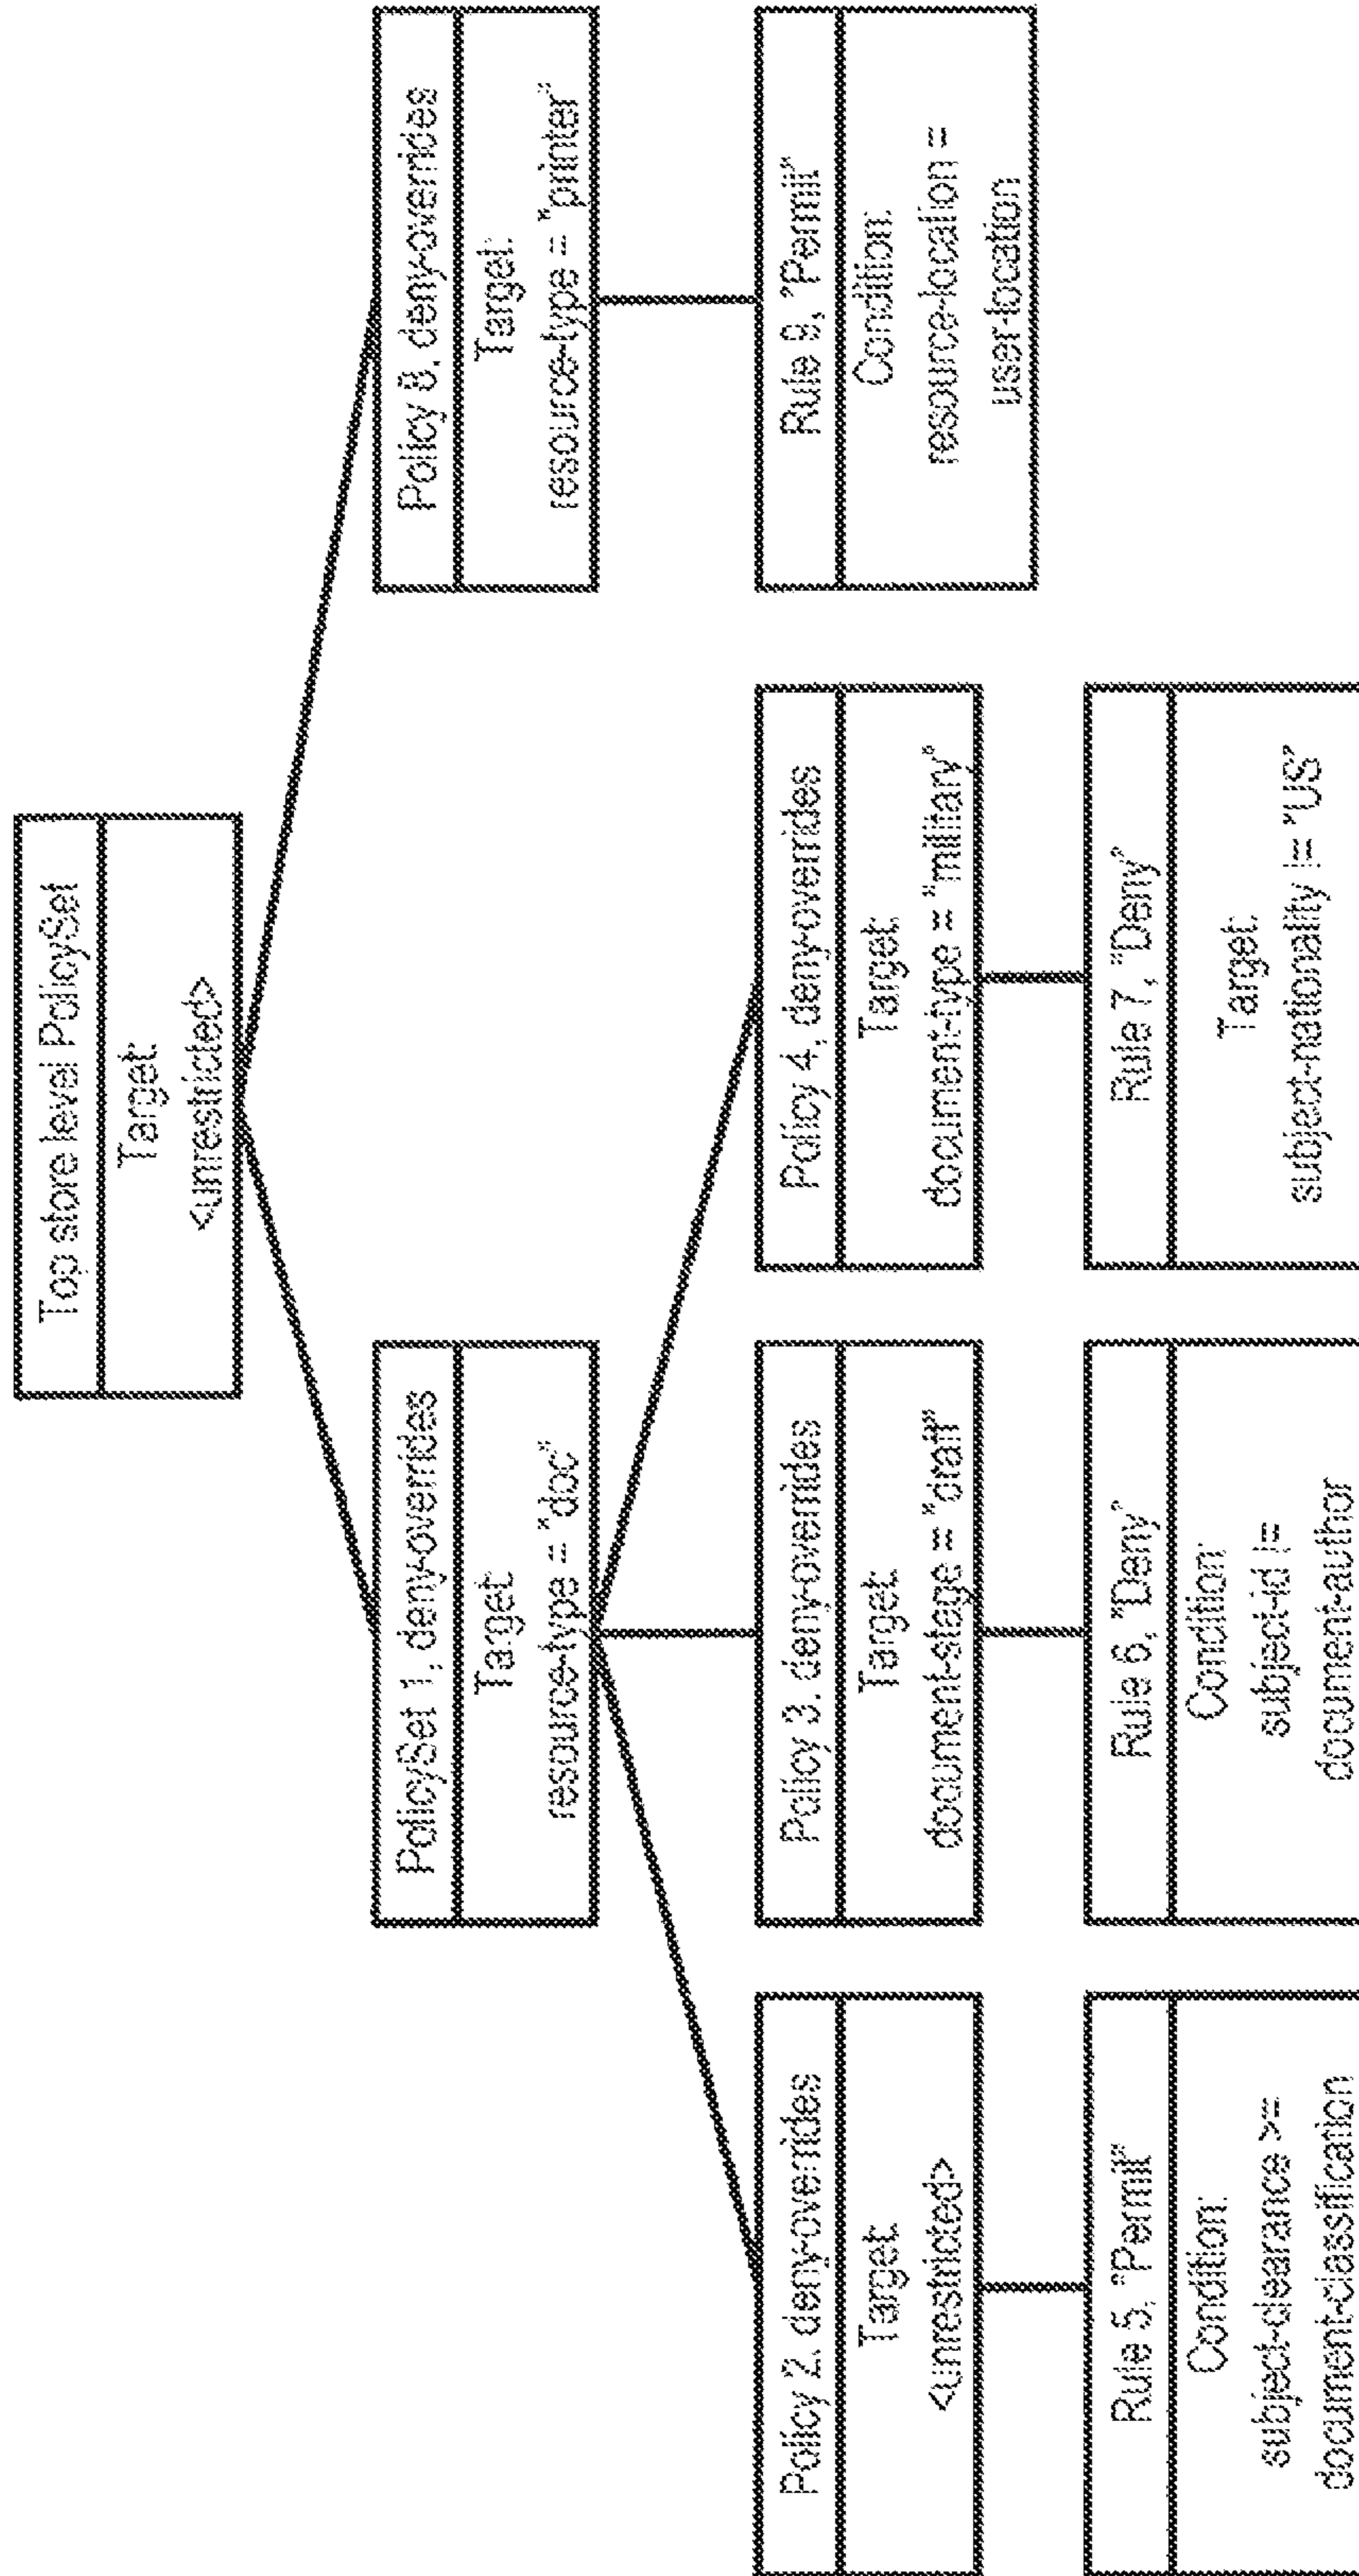 Top store level PolicySet
Target:
<unrestricted>
PolicySet 1, deny-overrides
Target:
resource-type = "doc"
Policy 8, deny-overrides
Target:
resource-type = "printer"
Policy 2, deny-overrides
Target:
<unrestricted>
Policy 3, deny-overrides
Target:
document-stage = "draft"
Policy 4, deny-overrides
Target:
document-type = "military"
Rule 9, "Permit"
Condition:
resource-location =
user-location
Rule 5, "Permit"
Condition:
subject-clearance >=
document-classification
Rule 6, "Deny"
Condition:
subject-id !=
document-author
Rule 7, "Deny"
Target:
subject-nationality != "US"